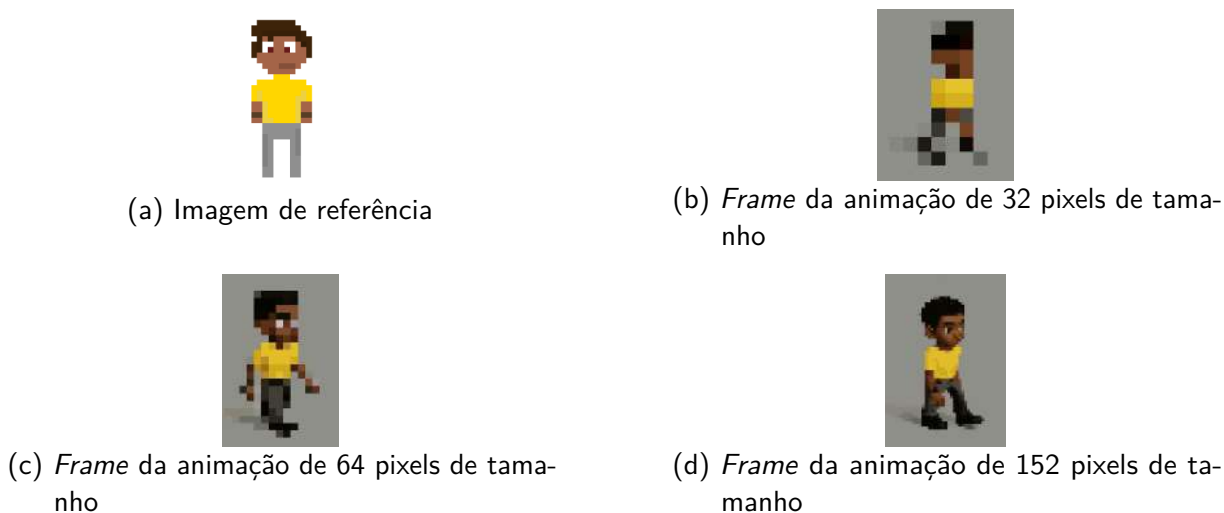 (a) Imagem de referência
(b) Frame da animação de 32 pixels de tama-
nho
(c) Frame da animação de 64 pixels de tama-
nho
(d) Frame da animação de 152 pixels de ta-
manho